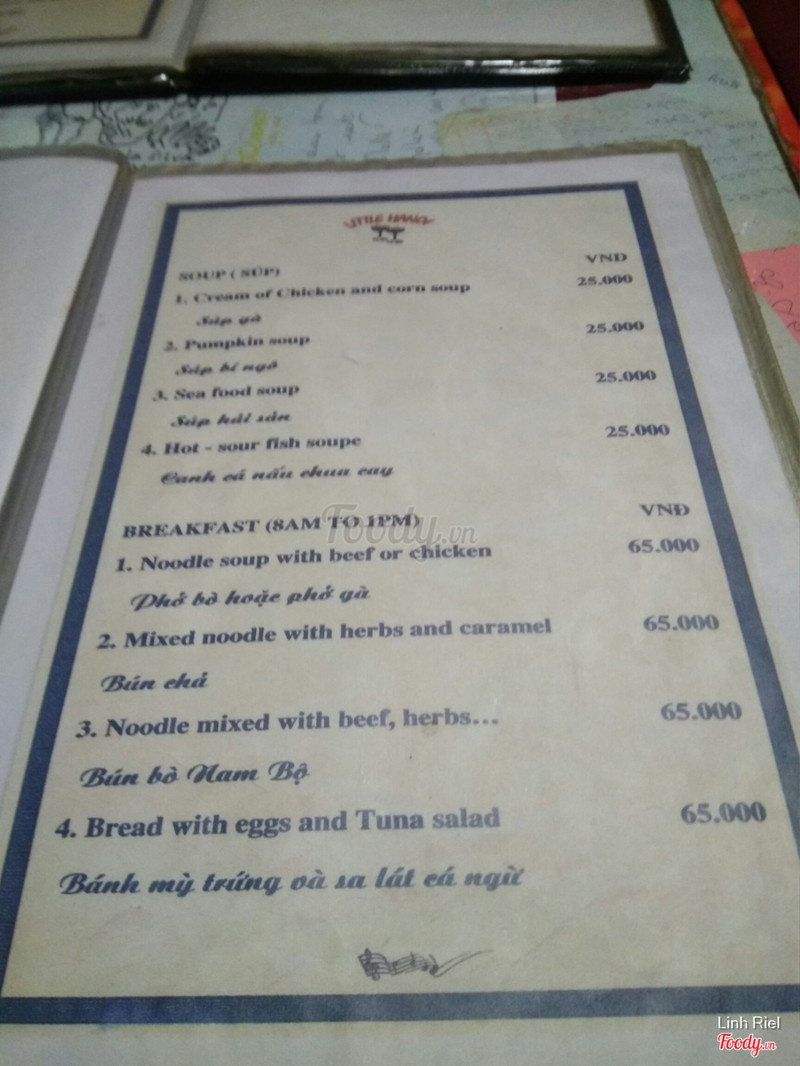 LITTLE HANOI
SOUP ( SÚP)
VNĐ
1. Cream of Chicken and corn soup
25.000
Súp gà
2. Pumpkin soup
25.000
Súp bí ngô
3. Sea food soup
25.000
Súp hải sản
4. Hot - sour fish soupe
25.000
Canh cá nấu chua cay
BREAKFAST (8AM TO 1PM)
VNĐ
1. Noodle soup with beef or chicken
65.000
Phở bò hoặc phở gà
2. Mixed noodle with herbs and caramel
65.000
Bún chả
3. Noodle mixed with beef, herbs...
65.000
Bún bò Nam Bộ
4. Bread with eggs and Tuna salad
65.000
Bánh mỳ trứng và sa lát cá ngừ
Foody.vn
Linh Riel
Foody.vn